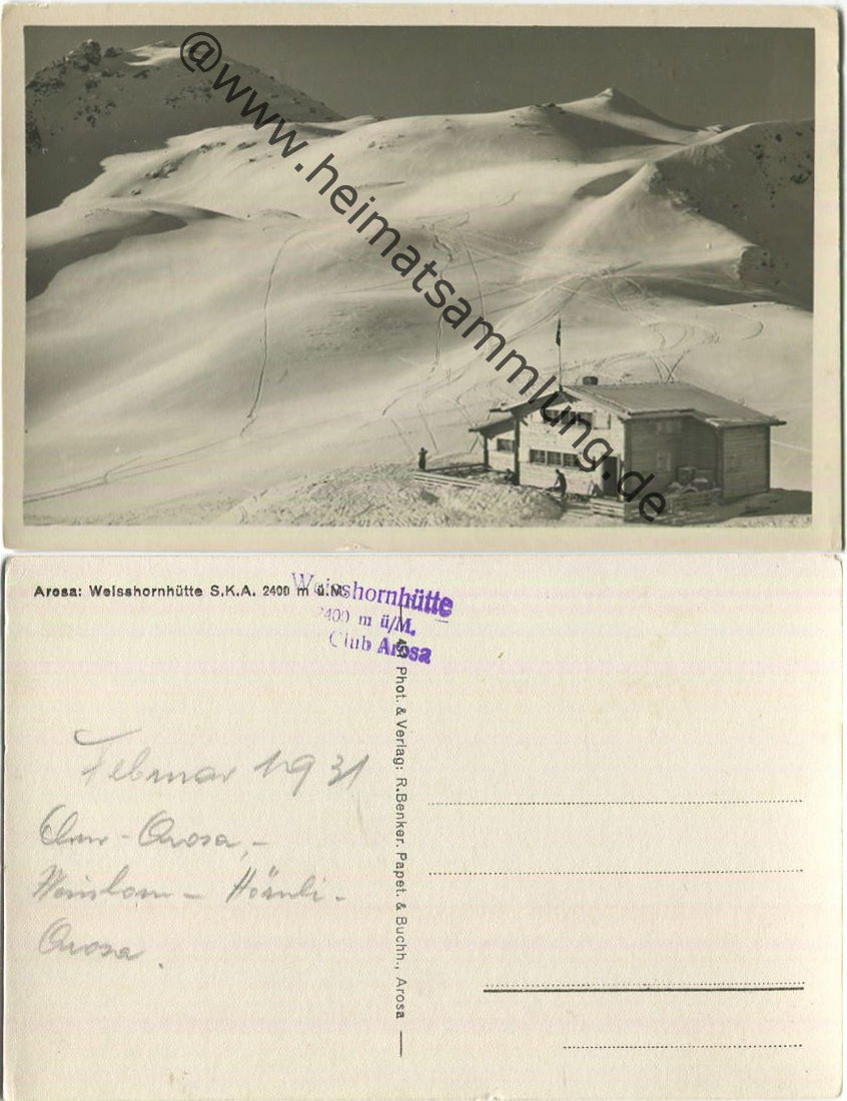 @www.heimatsammlung.de
Arosa: Weisshornhütte S.K.A. 2400 m ü.M.
Weisshornhütte
2400 m ü/M.
Club Arosa
Phot. & Verlag: R. Benker. Papet. & Buchh., Arosa
Februar 1931
Chur - Arosa, -
Weisshorn - Hörnli -
Arosa.